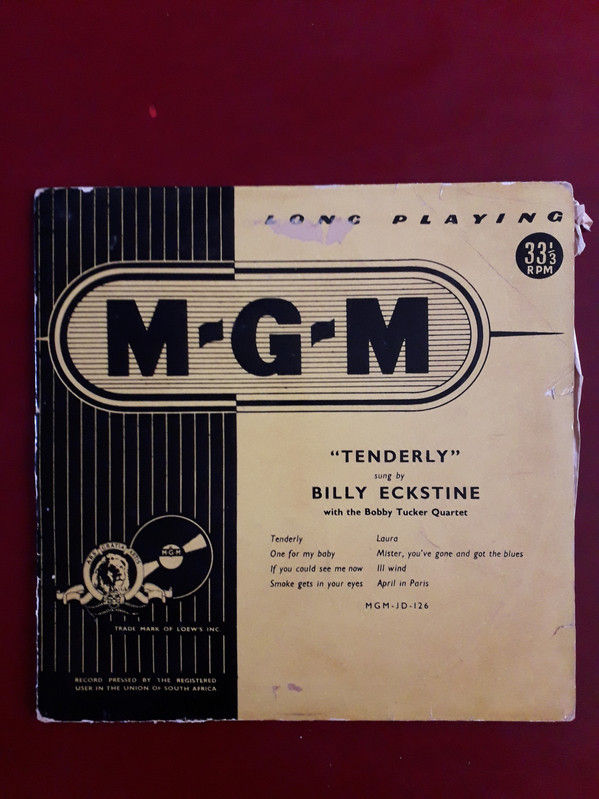 LONG PLAYING
33⅓
RPM
M-G-M
"TENDERLY"
sung by
BILLY ECKSTINE
with the Bobby Tucker Quartet
Tenderly Laura
One for my baby Mister, you've gone and got the blues
If you could see me now Ill wind
Smoke gets in your eyes April in Paris
MGM-JD-126
ARS GRATIA ARTIS
MGM
TRADE MARK OF LOEW'S INC.
RECORD PRESSED BY THE REGISTERED
USER IN THE UNION OF SOUTH AFRICA